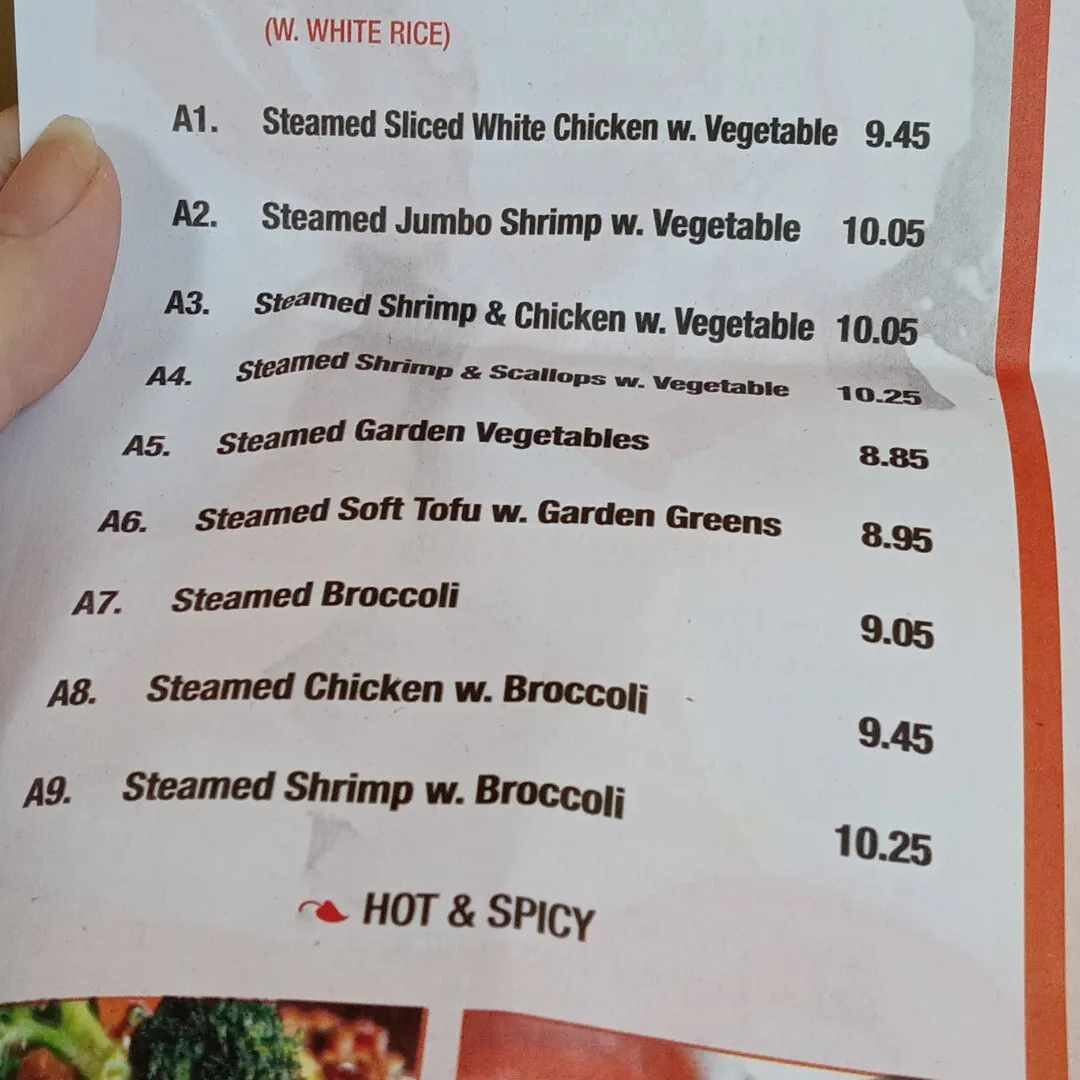 (W. WHITE RICE)
A1. Steamed Sliced White Chicken w. Vegetable 9.45
A2. Steamed Jumbo Shrimp w. Vegetable 10.05
A3. Steamed Shrimp & Chicken w. Vegetable 10.05
A4. Steamed Shrimp & Scallops w. Vegetable 10.25
A5. Steamed Garden Vegetables 8.85
A6. Steamed Soft Tofu w. Garden Greens 8.95
A7. Steamed Broccoli 9.05
A8. Steamed Chicken w. Broccoli 9.45
A9. Steamed Shrimp w. Broccoli 10.25
HOT & SPICY